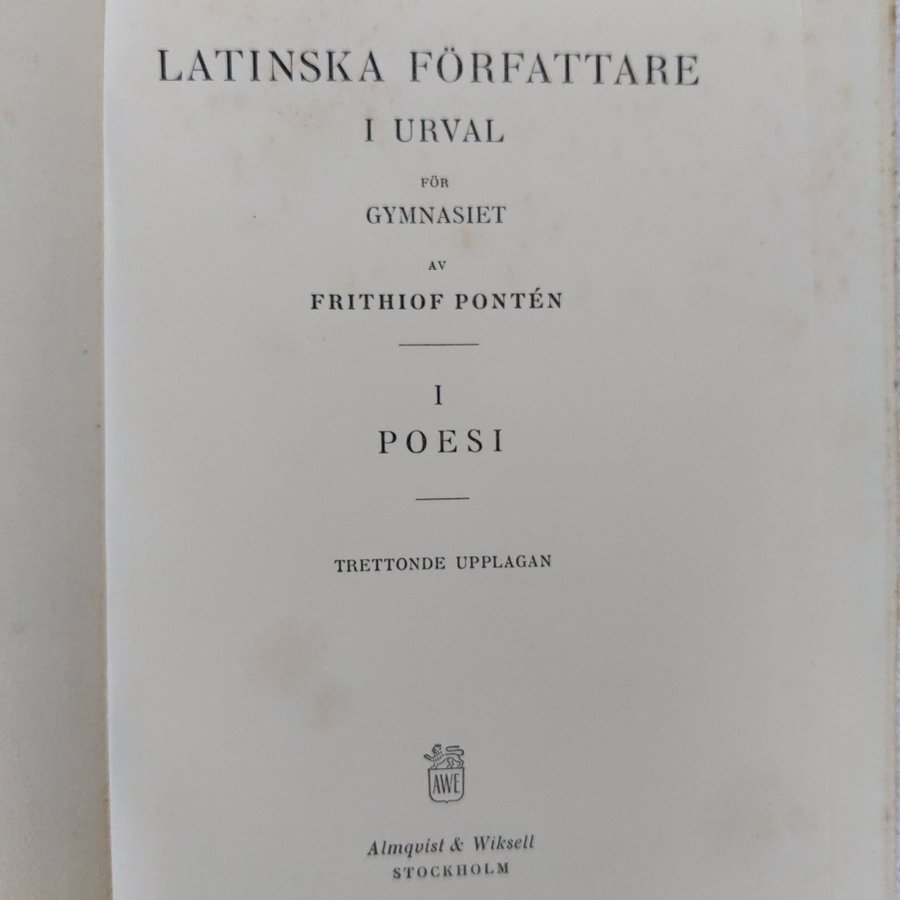 LATINSKA FÖRFATTARE
I URVAL
FÖR
GYMNASIET
AV
FRITHIOF PONTÉN
I
POESI
TRETTONDE UPPLAGAN
AWE
Almqvist & Wiksell
STOCKHOLM